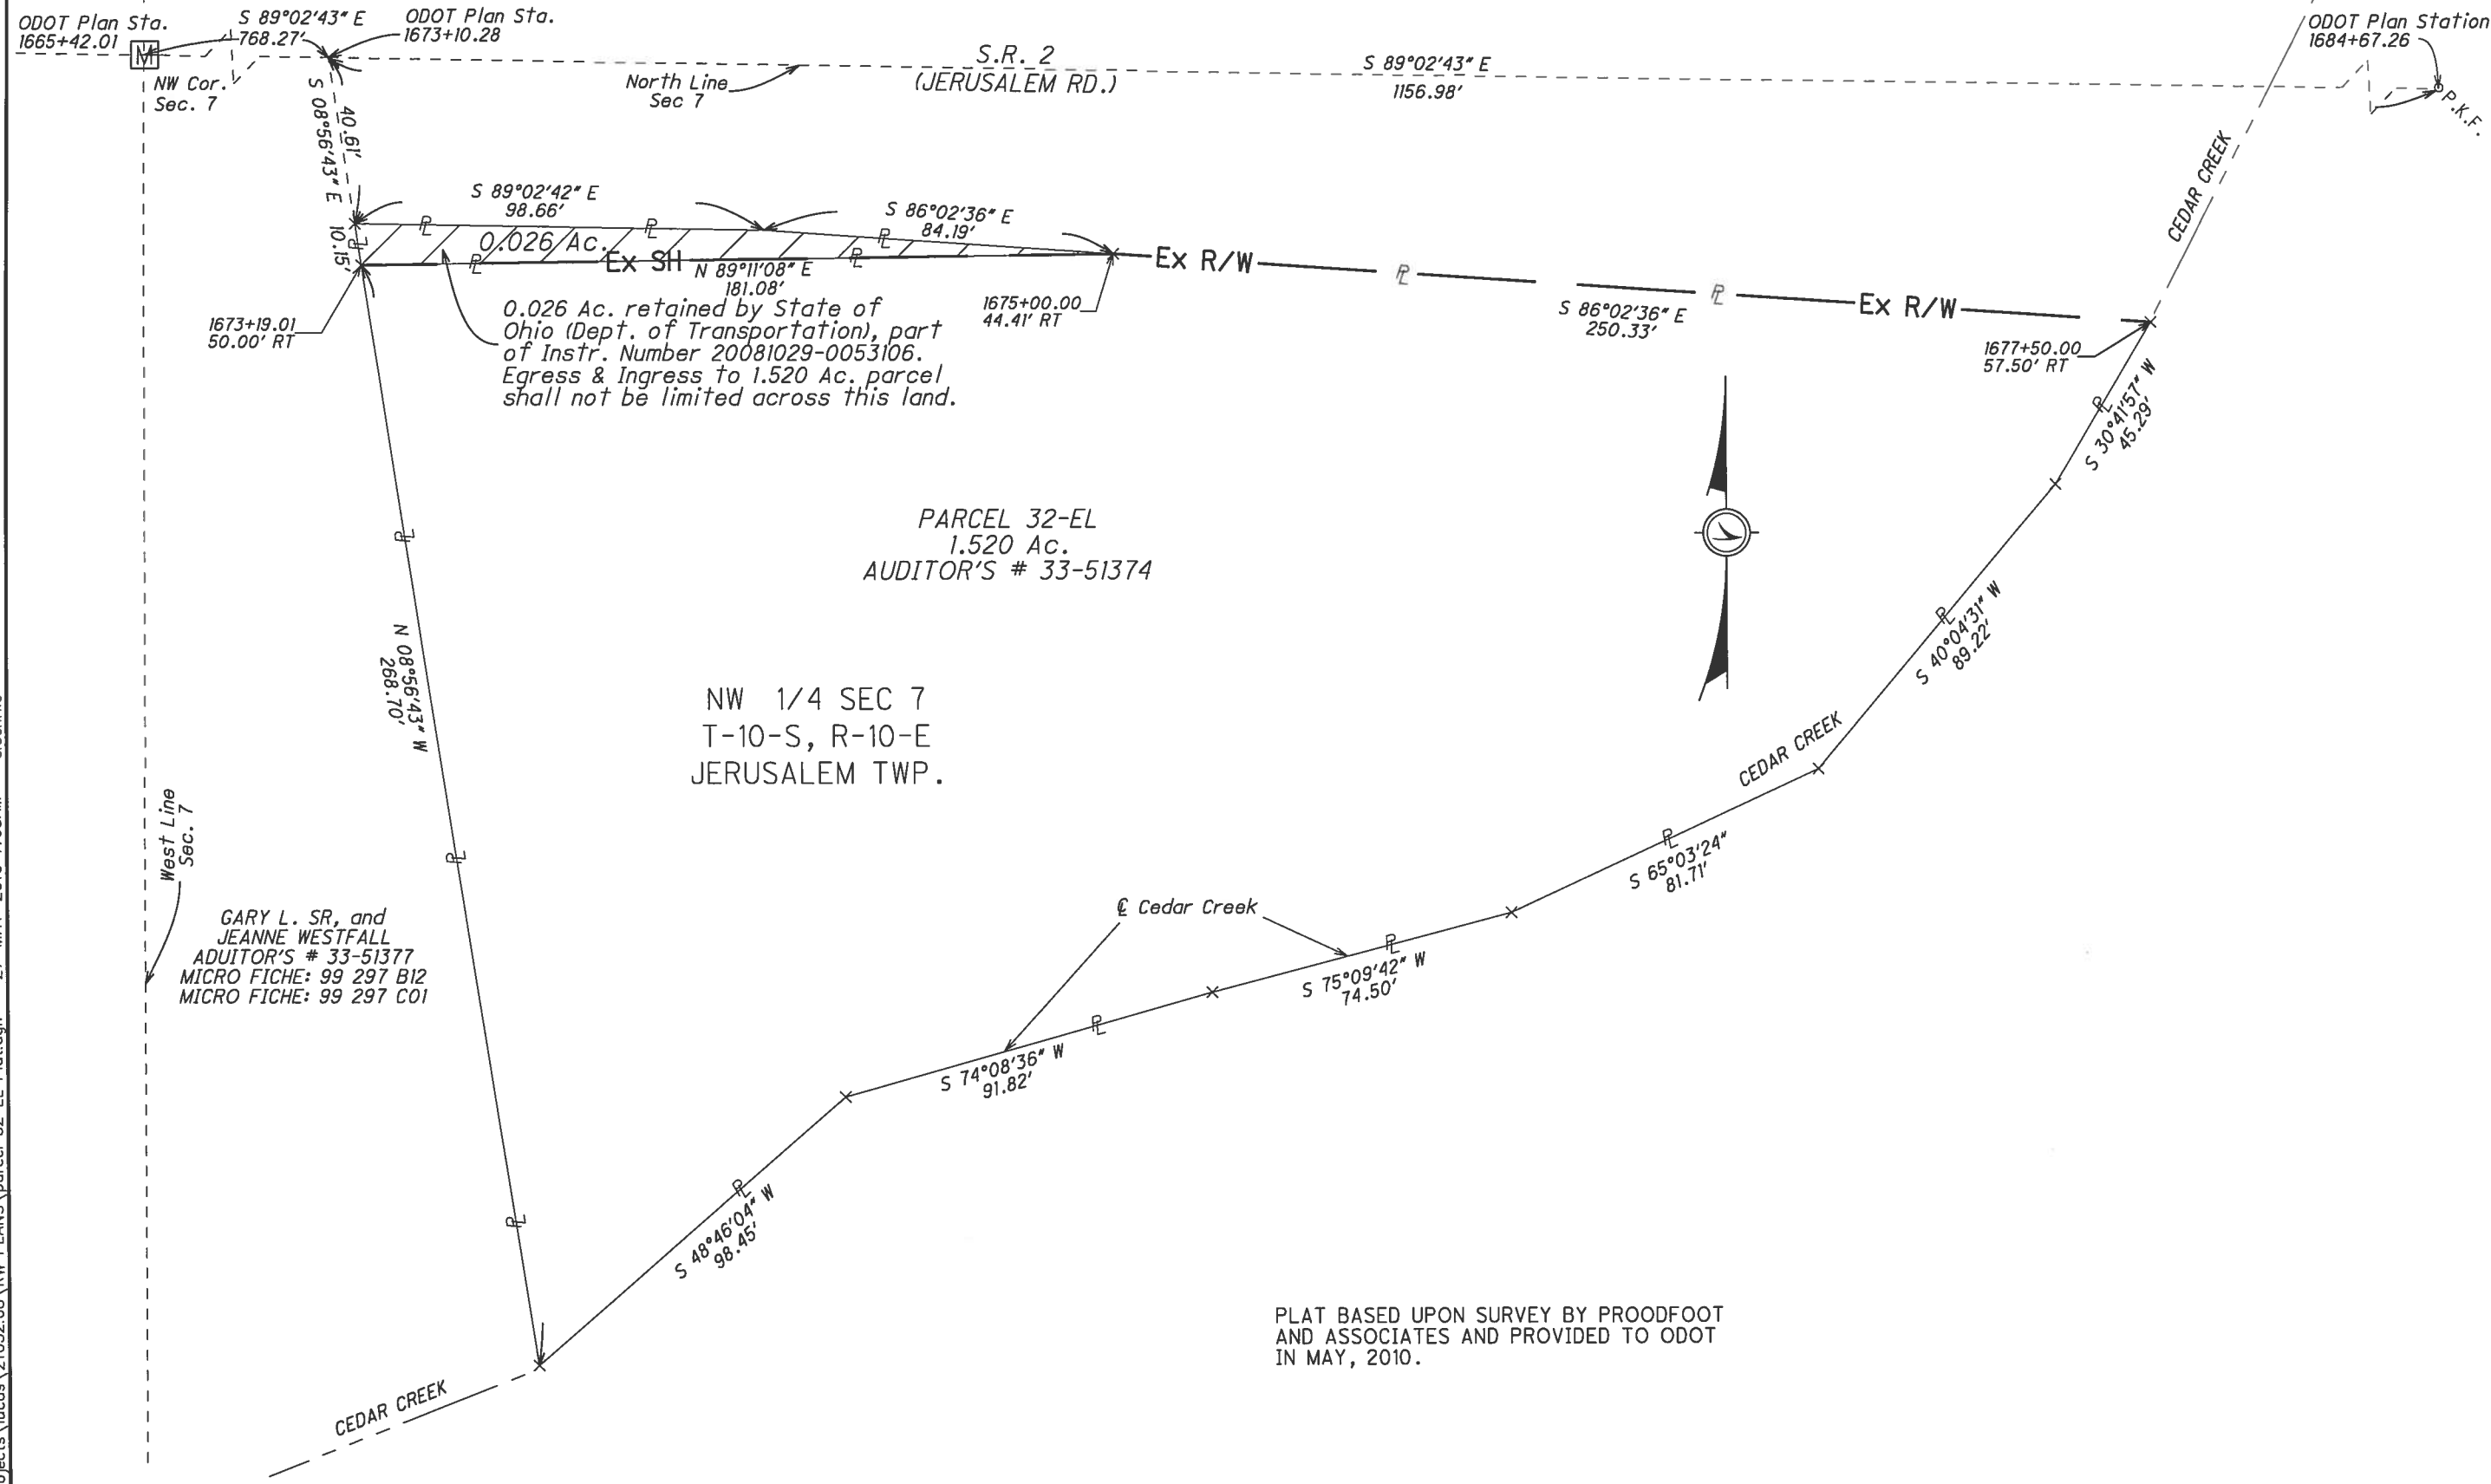 ODOT Plan Sta.
1665+42.01
S 89°02'43" E
768.27'
ODOT Plan Sta.
1673+10.28
M
NW Cor.
Sec. 7
North Line
Sec 7
S.R. 2
(JERUSALEM RD.)
S 89°02'43" E
1156.98'
ODOT Plan Station
1684+67.26
P.K.F.
CEDAR CREEK
S 08°56'43" E
40.61'
10.15'
S 89°02'42" E
98.66'
S 86°02'36" E
84.19'
0.026 Ac.
Ex SH
N 89°11'08" E
181.08'
Ex R/W
Ex R/W
S 86°02'36" E
250.33'
1673+19.01
50.00' RT
1675+00.00
44.41' RT
1677+50.00
57.50' RT
0.026 Ac. retained by State of
Ohio (Dept. of Transportation), part
of Instr. Number 20081029-0053106.
Egress & Ingress to 1.520 Ac. parcel
shall not be limited across this land.
S 30°41'57" W
45.29'
PARCEL 32-EL
1.520 Ac.
AUDITOR'S # 33-51374
S 40°04'31" W
89.22'
N 08°56'43" W
268.70'
NW 1/4 SEC 7
T-10-S, R-10-E
JERUSALEM TWP.
CEDAR CREEK
S 65°03'24"
81.71'
West Line
Sec. 7
GARY L. SR, and
JEANNE WESTFALL
ADUITOR'S # 33-51377
MICRO FICHE: 99 297 B12
MICRO FICHE: 99 297 C01
℄ Cedar Creek
S 75°09'42" W
74.50'
S 74°08'36" W
91.82'
S 48°46'04" W
98.45'
PLAT BASED UPON SURVEY BY PROODFOOT
AND ASSOCIATES AND PROVIDED TO ODOT
IN MAY, 2010.
CEDAR CREEK